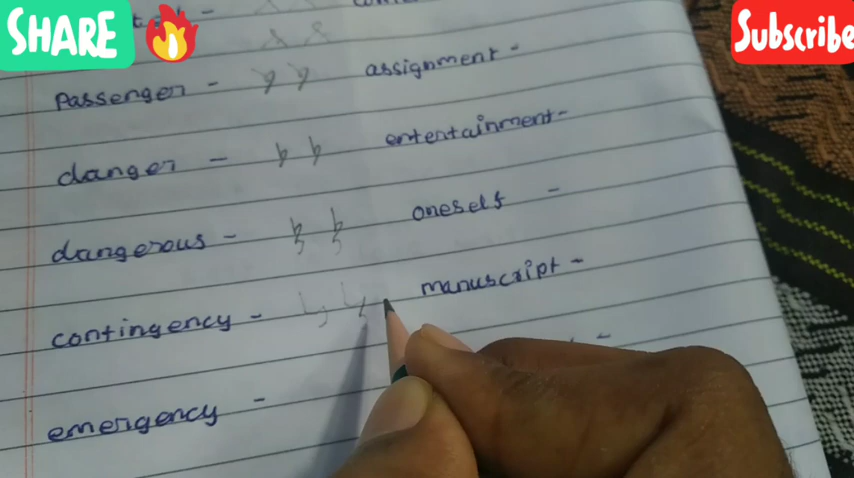 SHARE
Subscribe
Passenger - assignment -
danger - entertainment -
dangerous - oneself -
contingency - manuscript -
emergency -